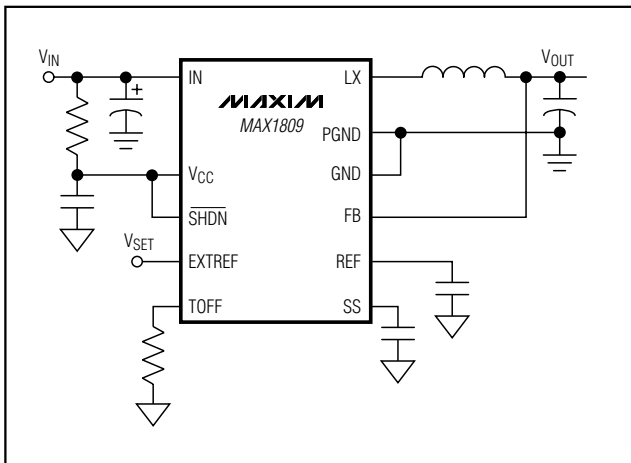 VIN
VOUT
IN
LX
+
MAXIM
MAX1809
PGND
VCC
GND
SHDN
FB
VSET
EXTREF
REF
TOFF
SS